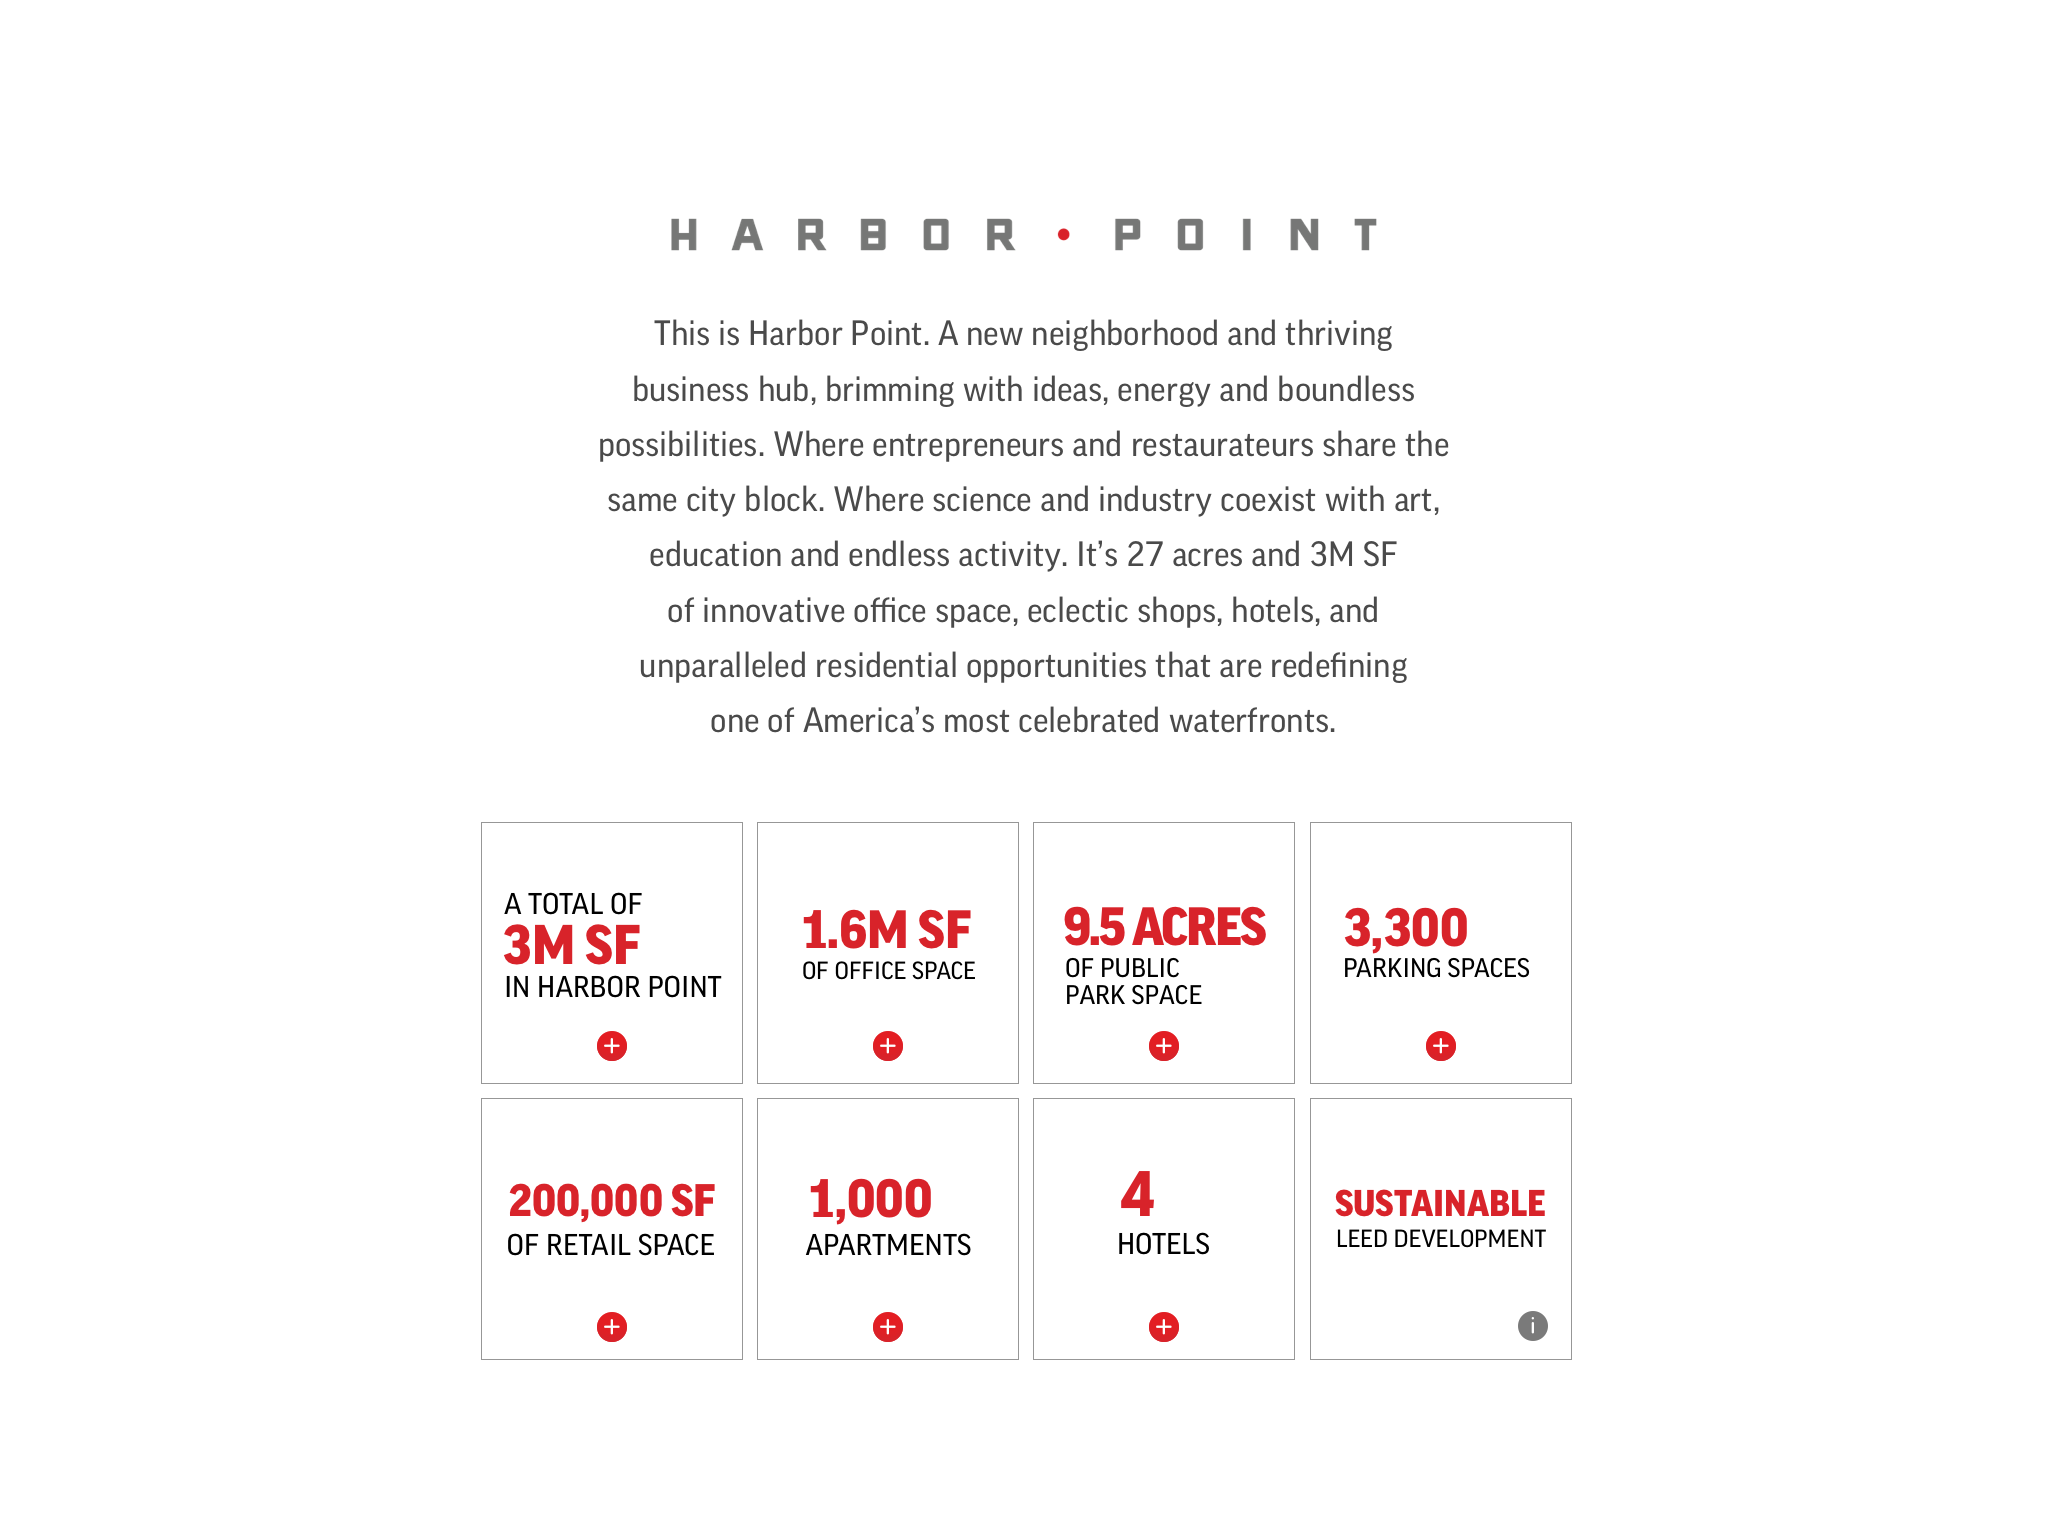 HARBOR • POINT
This is Harbor Point. A new neighborhood and thriving
business hub, brimming with ideas, energy and boundless
possibilities. Where entrepreneurs and restaurateurs share the
same city block. Where science and industry coexist with art,
education and endless activity. It’s 27 acres and 3M SF
of innovative office space, eclectic shops, hotels, and
unparalleled residential opportunities that are redefining
one of America’s most celebrated waterfronts.
A TOTAL OF
3M SF
IN HARBOR POINT
1.6M SF
OF OFFICE SPACE
9.5 ACRES
OF PUBLIC
PARK SPACE
3,300
PARKING SPACES
200,000 SF
OF RETAIL SPACE
1,000
APARTMENTS
4
HOTELS
SUSTAINABLE
LEED DEVELOPMENT
i